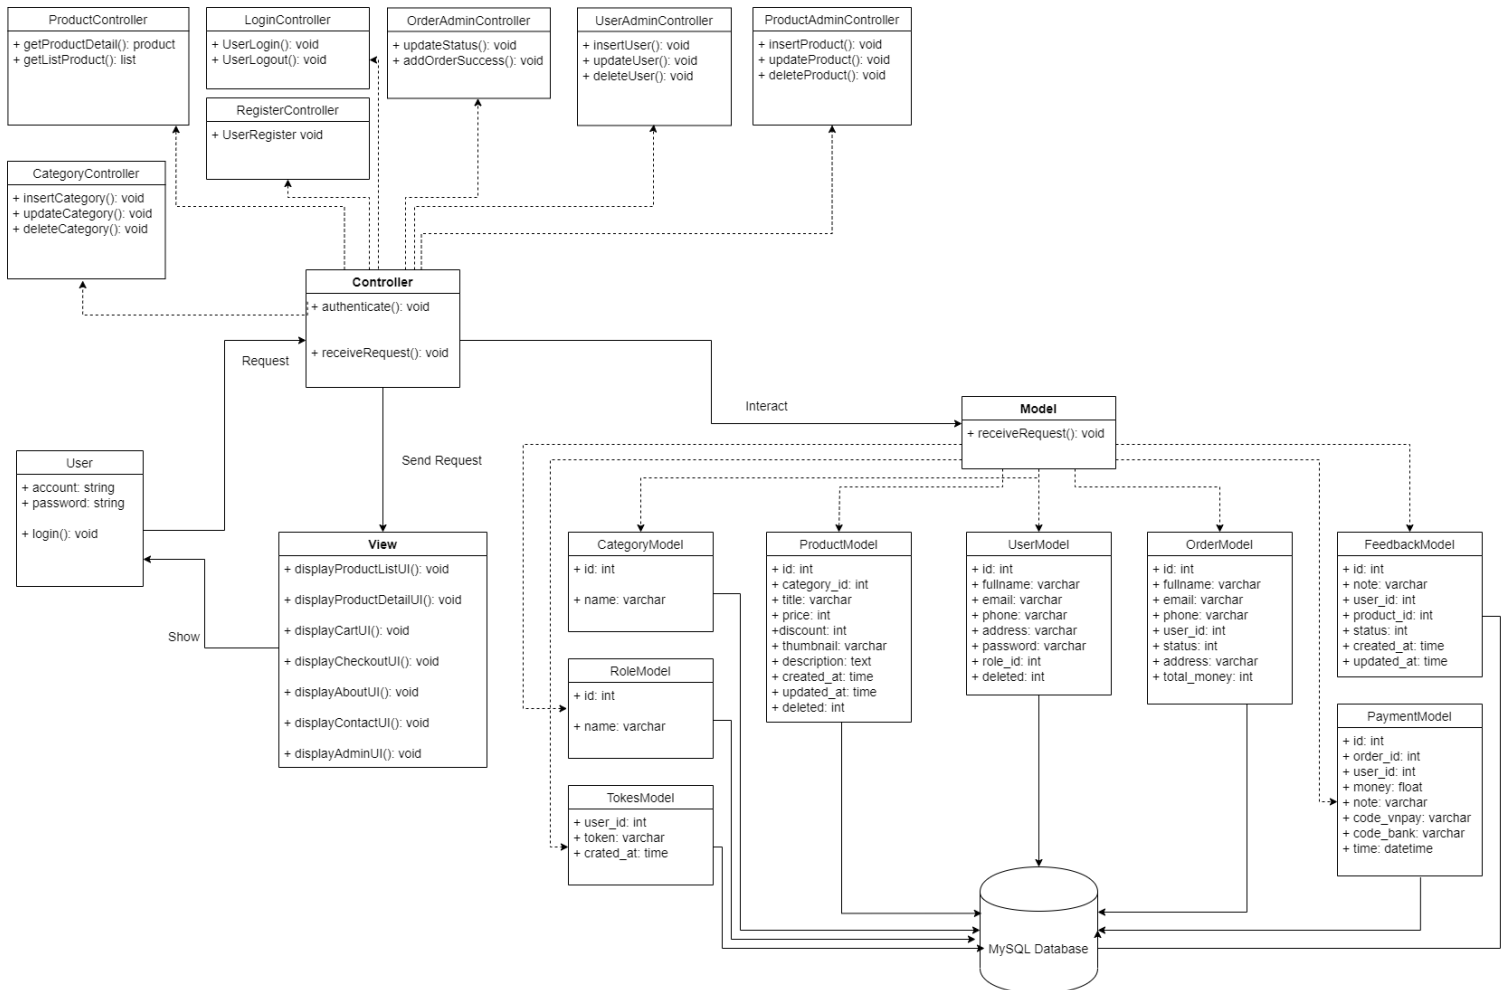 ProductController
+ getProductDetail(): product
+ getListProduct(): list
LoginController
+ UserLogin(): void
+ UserLogout(): void
OrderAdminController
+ updateStatus(): void
+ addOrderSuccess(): void
UserAdminController
+ insertUser(): void
+ updateUser(): void
+ deleteUser(): void
ProductAdminController
+ insertProduct(): void
+ updateProduct(): void
+ deleteProduct(): void
RegisterController
+ UserRegister void
CategoryController
+ insertCategory(): void
+ updateCategory(): void
+ deleteCategory(): void
Controller
+ authenticate(): void
+ receiveRequest(): void
Request
Interact
Model
+ receiveRequest(): void
Send Request
User
+ account: string
+ password: string
+ login(): void
Show
View
+ displayProductListUI(): void
+ displayProductDetailUI(): void
+ displayCartUI(): void
+ displayCheckoutUI(): void
+ displayAboutUI(): void
+ displayContactUI(): void
+ displayAdminUI(): void
CategoryModel
+ id: int
+ name: varchar
RoleModel
+ id: int
+ name: varchar
TokesModel
+ user_id: int
+ token: varchar
+ crated_at: time
ProductModel
+ id: int
+ category_id: int
+ title: varchar
+ price: int
+discount: int
+ thumbnail: varchar
+ description: text
+ created_at: time
+ updated_at: time
+ deleted: int
UserModel
+ id: int
+ fullname: varchar
+ email: varchar
+ phone: varchar
+ address: varchar
+ password: varchar
+ role_id: int
+ deleted: int
OrderModel
+ id: int
+ fullname: varchar
+ email: varchar
+ phone: varchar
+ user_id: int
+ status: int
+ address: varchar
+ total_money: int
FeedbackModel
+ id: int
+ note: varchar
+ user_id: int
+ product_id: int
+ status: int
+ created_at: time
+ updated_at: time
PaymentModel
+ id: int
+ order_id: int
+ user_id: int
+ money: float
+ note: varchar
+ code_vnpay: varchar
+ code_bank: varchar
+ time: datetime
MySQL Database